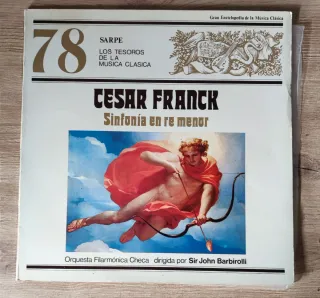 Gran Enciclopedia de la Música Clásica
78
SARPE
LOS TESOROS
DE LA
MUSICA CLASICA
CESAR FRANCK
Sinfonía en re menor
Orquesta Filarmónica Checa dirigida por Sir John Barbirolli